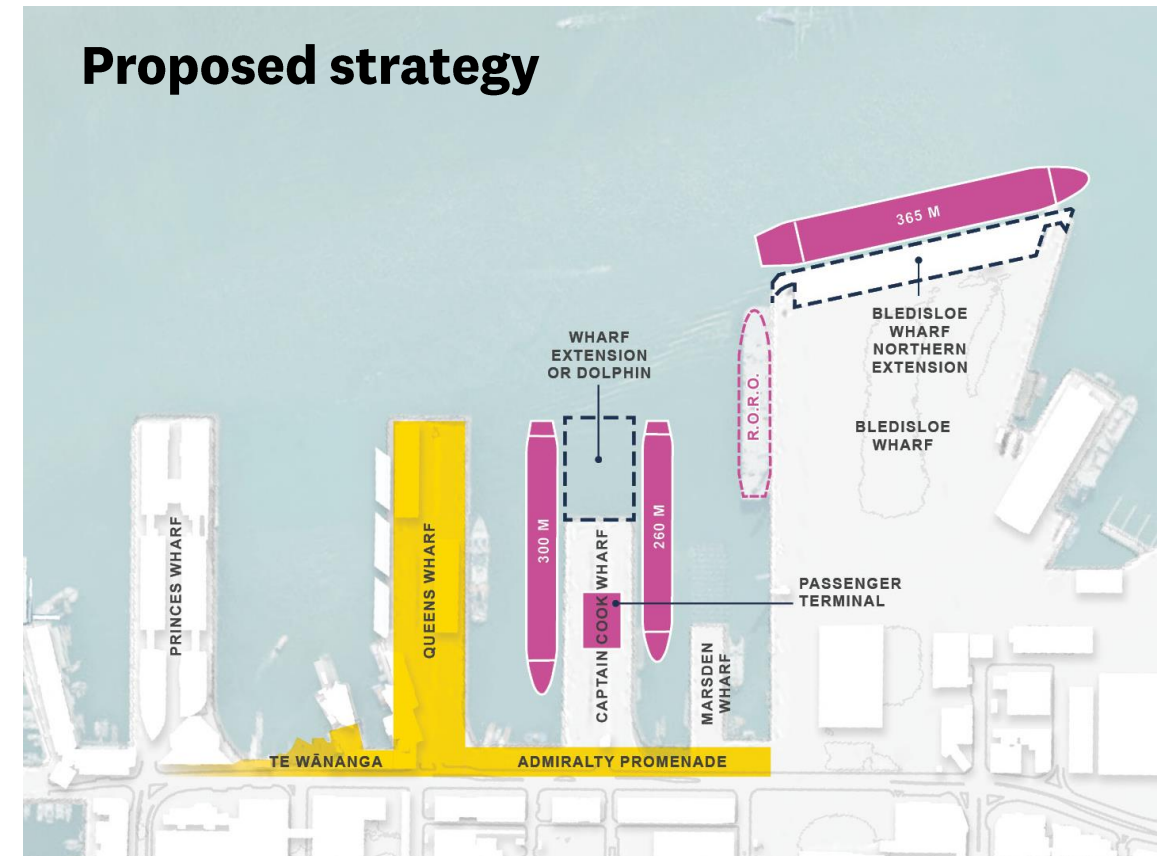 Proposed strategy
365 M
BLEDISLOE
WHARF
NORTHERN
EXTENSION
WHARF
EXTENSION
OR DOLPHIN
R.O.R.O.
BLEDISLOE
WHARF
PRINCES WHARF
QUEENS WHARF
300 M
CAPTAIN COOK WHARF
260 M
PASSENGER
TERMINAL
MARSDEN
WHARF
TE WĀNANGA
ADMIRALTY PROMENADE